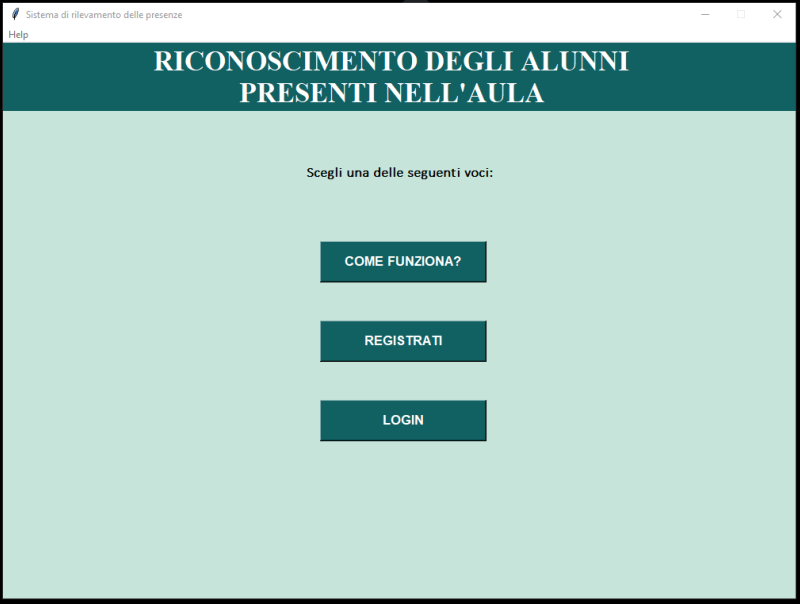 Sistema di rilevamento delle presenze
Help
RICONOSCIMENTO DEGLI ALUNNI
PRESENTI NELL'AULA
Scegli una delle seguenti voci:
COME FUNZIONA?
REGISTRATI
LOGIN